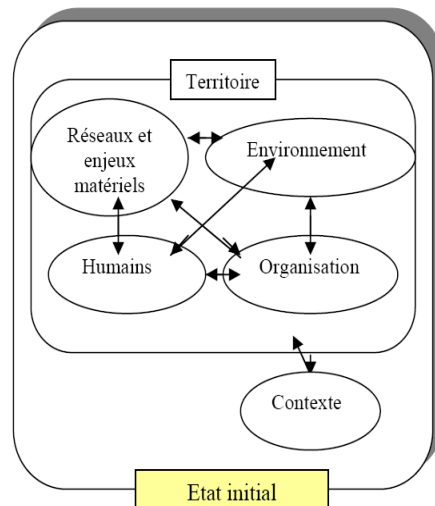 Territoire
Réseaux et
enjeux
matériels
Environnement
Humains
Organisation
Contexte
Etat initial